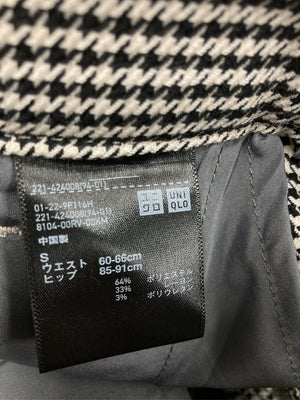 221-424008(94-01)
01-22-9F116H
221-424008(94-01)
8104-00RV-00KM
ユニ
クロ
UNI
QLO
中国製
S
ウエスト 60-66cm
ヒップ 85-91cm
64% ポリエステル
33%
3% ポリウレタン